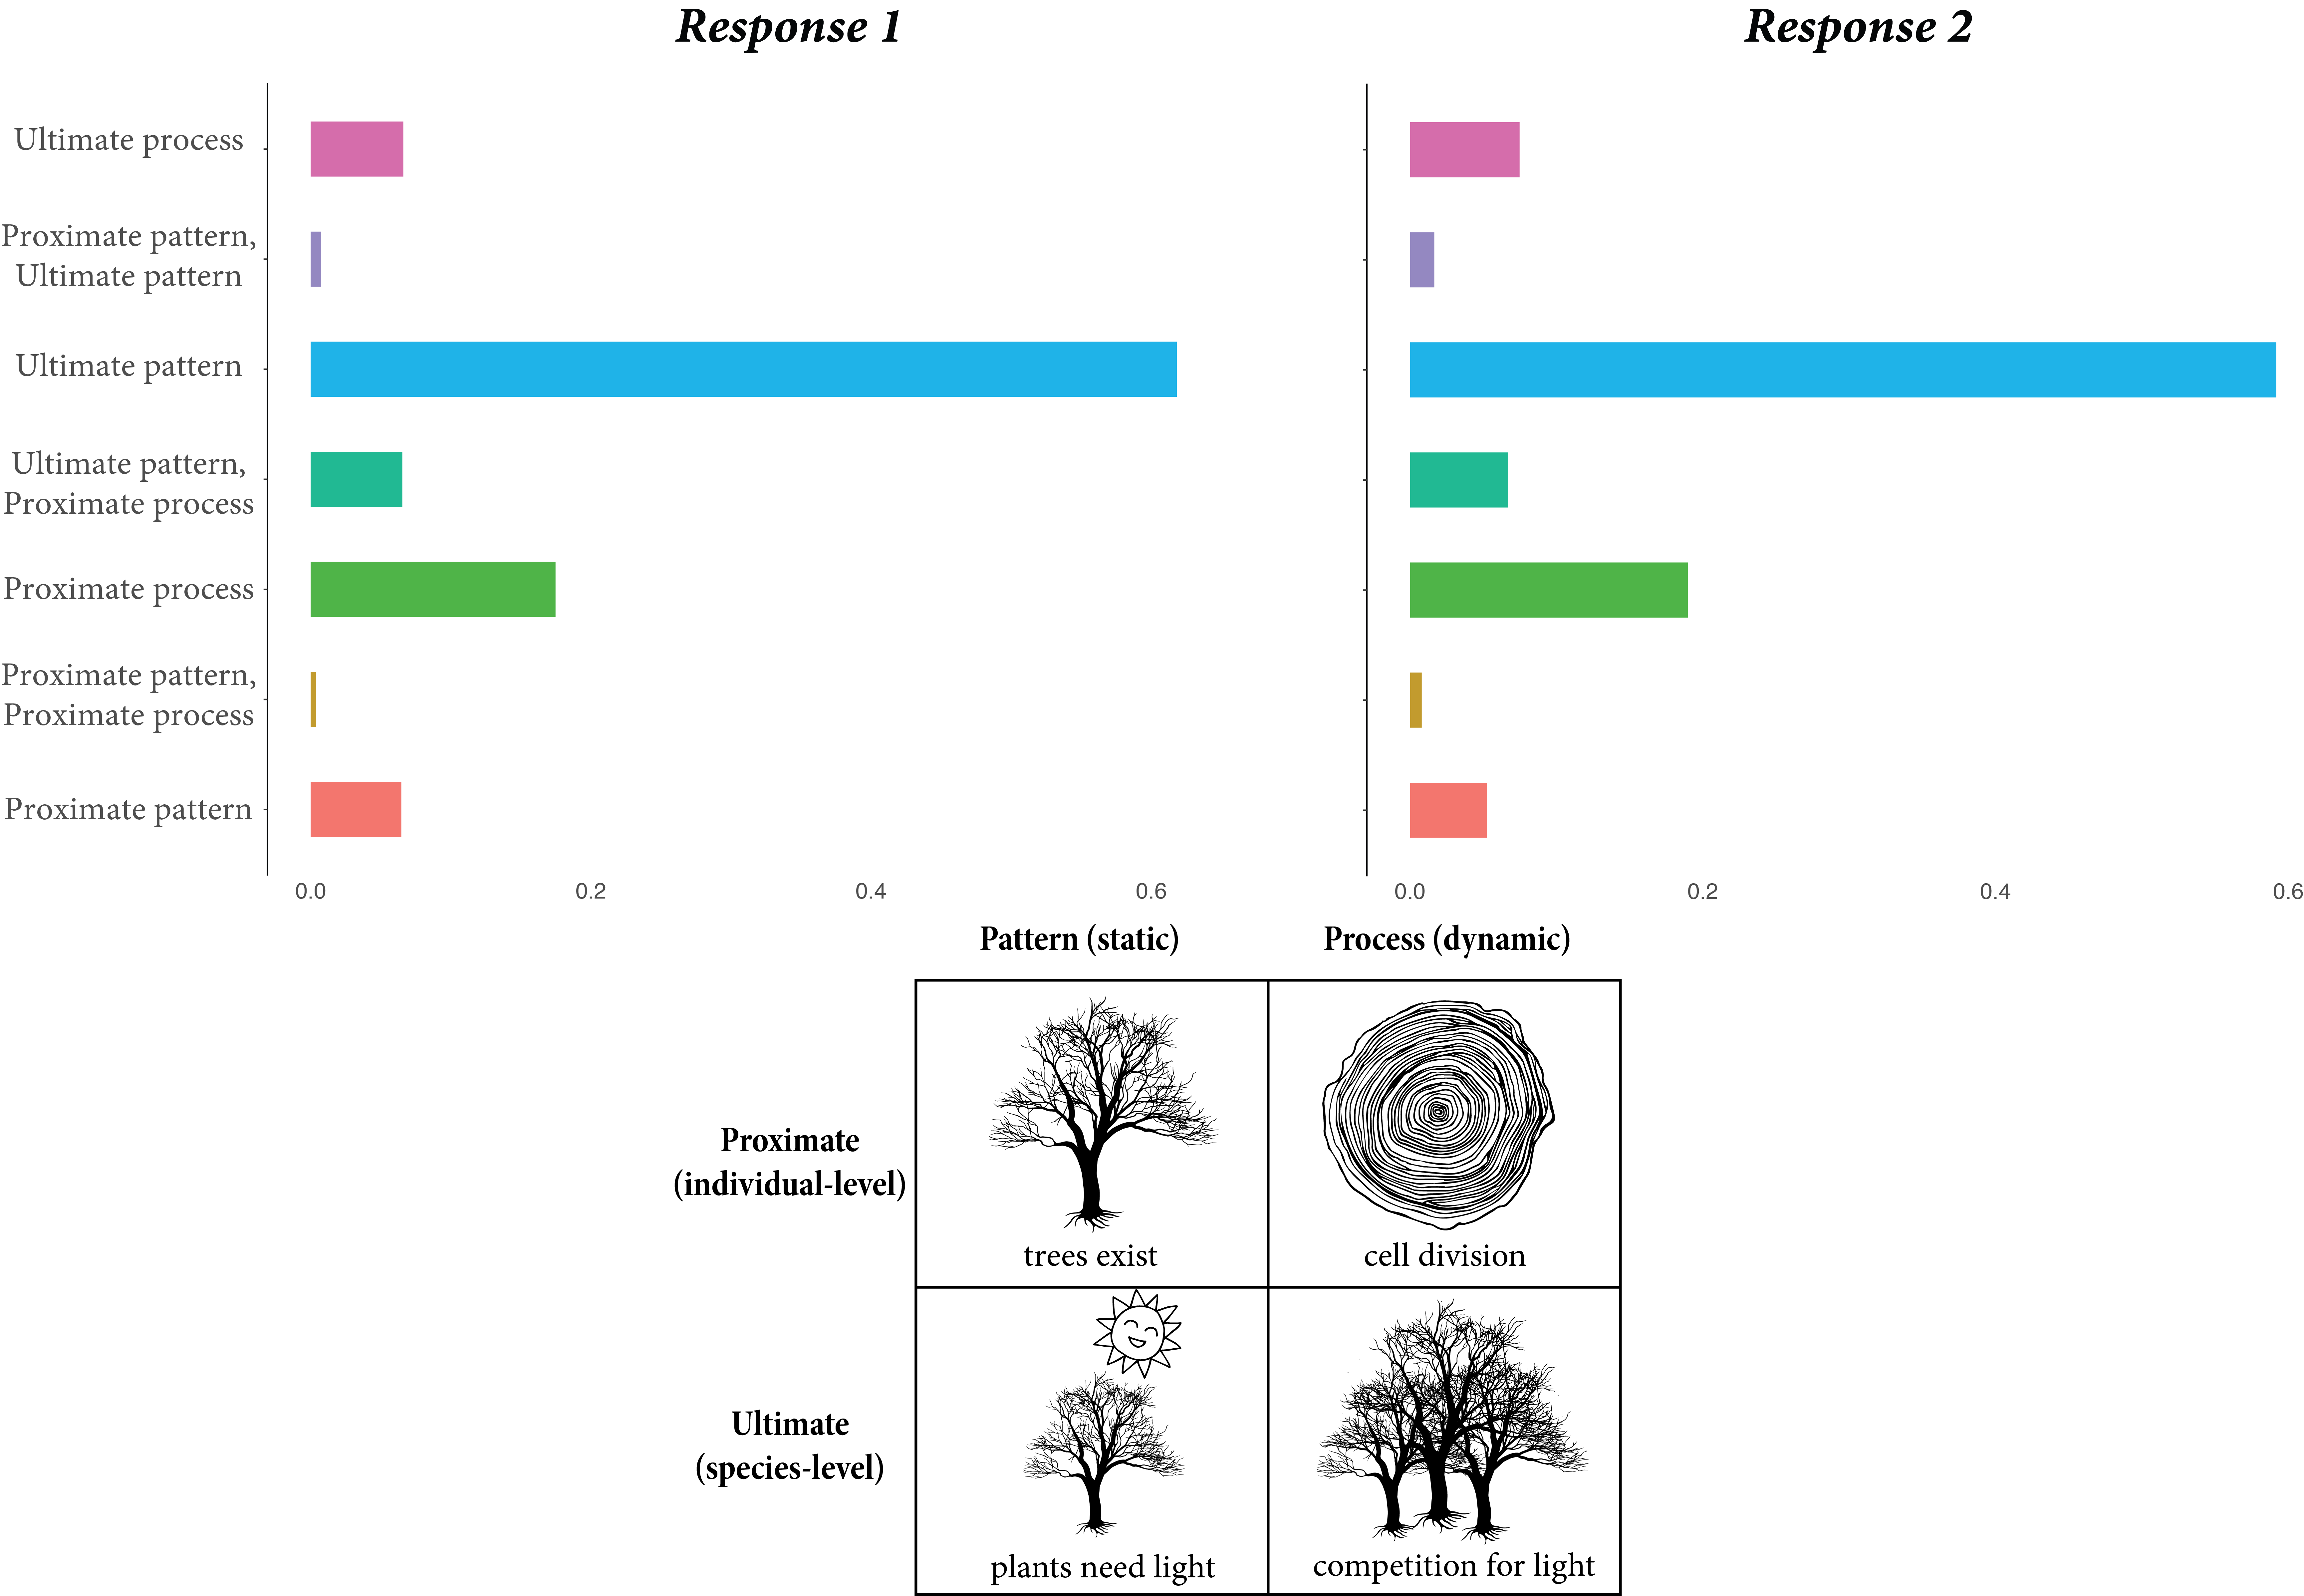 Response 1
Response 2
Ultimate process
Proximate pattern,
Ultimate pattern
Ultimate pattern
Ultimate pattern,
Proximate process
Proximate process
Proximate pattern,
Proximate process
Proximate pattern
0.0 0.2 0.4 0.6
0.0 0.2 0.4 0.6
Pattern (static)
Process (dynamic)
Proximate
(individual-level)
trees exist
cell division
Ultimate
(species-level)
plants need light
competition for light